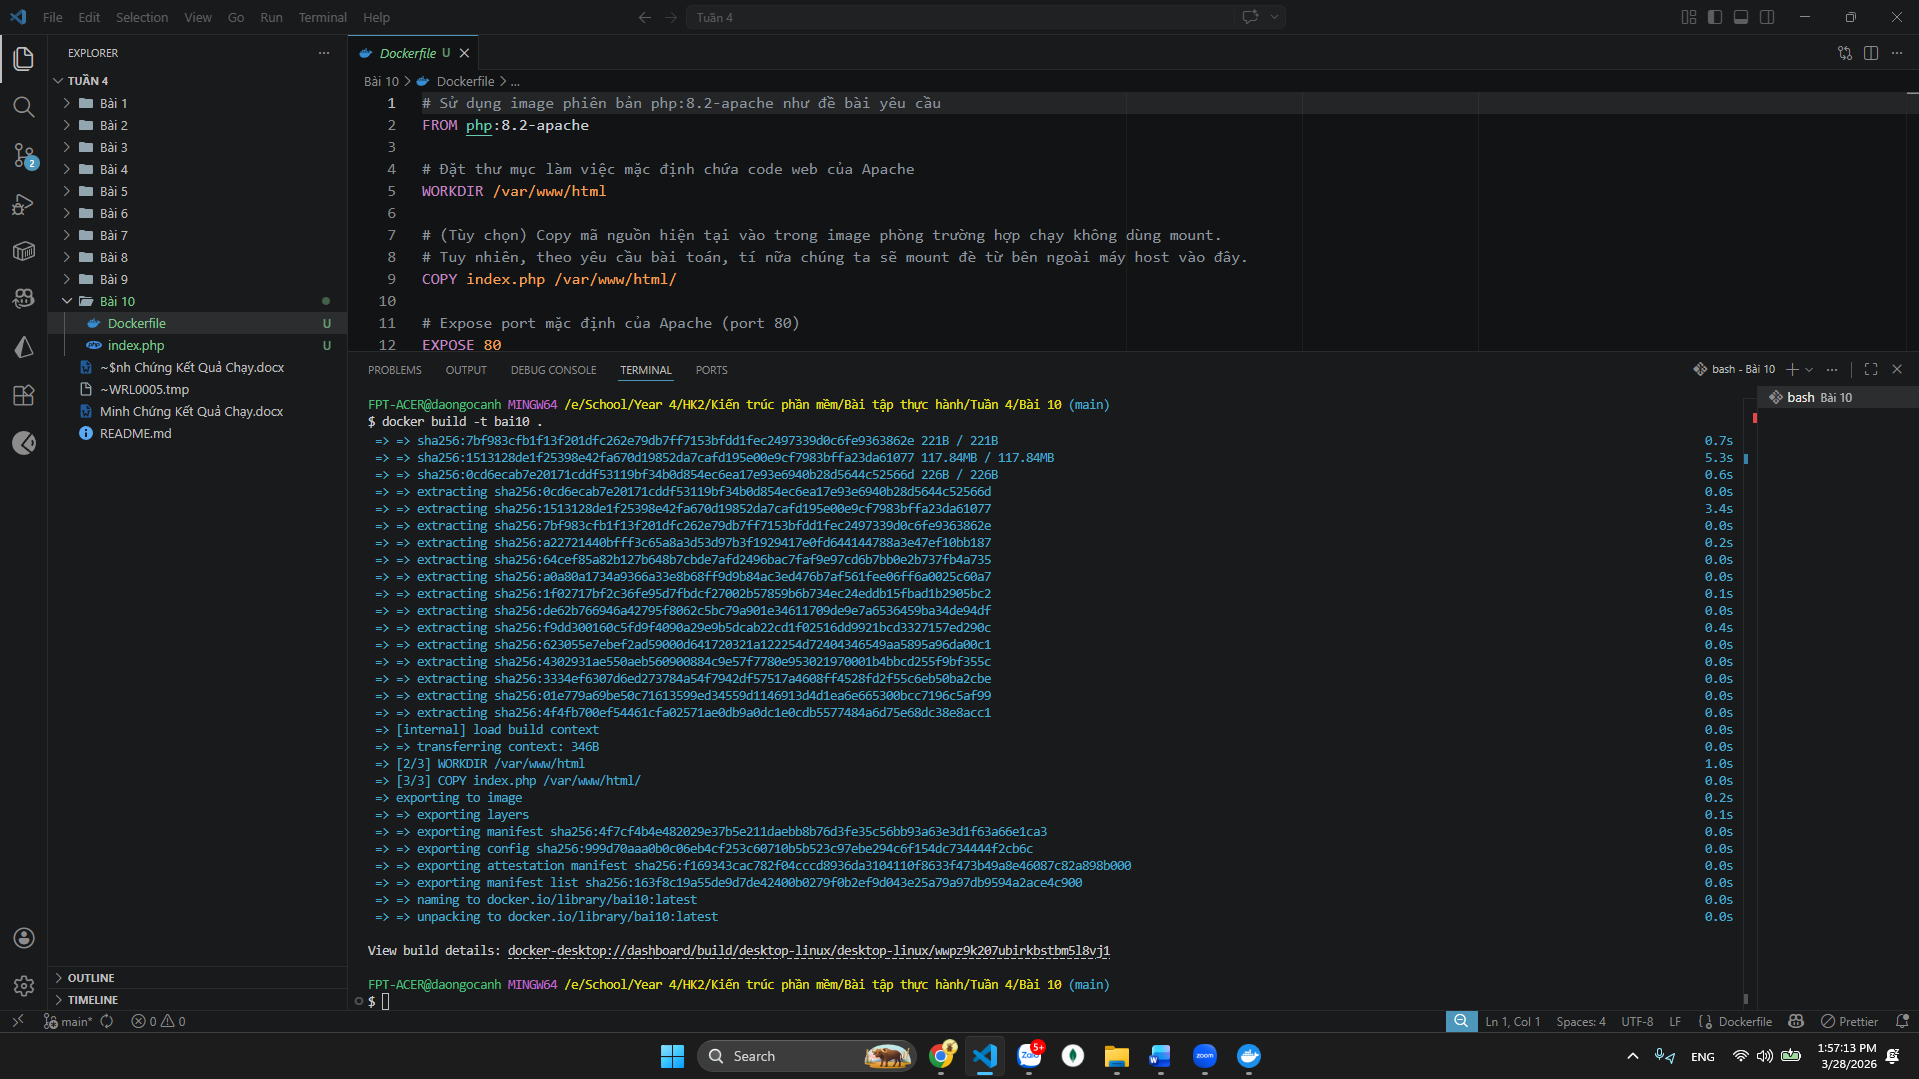 File Edit Selection View Go Run Terminal Help
Tuần 4
EXPLORER
TUẦN 4
Bài 1
Bài 2
Bài 3
Bài 4
Bài 5
Bài 6
Bài 7
Bài 8
Bài 9
Bài 10
Dockerfile U
index.php U
~$nh Chứng Kết Quả Chạy.docx
~WRL0005.tmp
Minh Chứng Kết Quả Chạy.docx
README.md
OUTLINE
TIMELINE
2
Dockerfile U
Bài 10 > Dockerfile > ...
1 # Sử dụng image phiên bản php:8.2-apache như đề bài yêu cầu
2 FROM php:8.2-apache
3
4 # Đặt thư mục làm việc mặc định chứa code web của Apache
5 WORKDIR /var/www/html
6
7 # (Tùy chọn) Copy mã nguồn hiện tại vào trong image phòng trường hợp chạy không dùng mount.
8 # Tuy nhiên, theo yêu cầu bài toán, tí nữa chúng ta sẽ mount đè từ bên ngoài máy host vào đây.
9 COPY index.php /var/www/html/
10
11 # Expose port mặc định của Apache (port 80)
12 EXPOSE 80
PROBLEMS OUTPUT DEBUG CONSOLE TERMINAL PORTS
bash - Bài 10
bash Bài 10
FPT-ACER@daongocanh MINGW64 /e/School/Year 4/HK2/Kiến trúc phần mềm/Bài tập thực hành/Tuần 4/Bài 10 (main)
$ docker build -t bai10 .
=> => sha256:7bf983cfb1f13f201dfc262e79db7ff7153bfdd1fec2497339d0c6fe9363862e 221B / 221B 0.7s
=> => sha256:1513128de1f25398e42fa670d19852da7cafd195e00e9cf7983bffa23da61077 117.84MB / 117.84MB 5.3s
=> => sha256:0cd6ecab7e20171cddf53119bf34b0d854ec6ea17e93e6940b28d5644c52566d 226B / 226B 0.6s
=> => extracting sha256:0cd6ecab7e20171cddf53119bf34b0d854ec6ea17e93e6940b28d5644c52566d 0.0s
=> => extracting sha256:1513128de1f25398e42fa670d19852da7cafd195e00e9cf7983bffa23da61077 3.4s
=> => extracting sha256:7bf983cfb1f13f201dfc262e79db7ff7153bfdd1fec2497339d0c6fe9363862e 0.0s
=> => extracting sha256:a22721440bfff3c65a8a3d53d97b3f1929417e0fd644144788a3e47ef10bb187 0.2s
=> => extracting sha256:64cef85a82b127b648b7cbde7afd2496bac7faf9e97cd6b7bb0e2b737fb4a735 0.0s
=> => extracting sha256:a0a80a1734a9366a33e8b68ff9d9b84ac3ed476b7af561fee06ff6a0025c60a7 0.0s
=> => extracting sha256:1f02717bf2c36fe95d7fbdcf27002b57859b6b734ec24eddb15fbad1b2905bc2 0.1s
=> => extracting sha256:de62b766946a42795f8062c5bc79a901e34611709de9e7a6536459ba34de94df 0.0s
=> => extracting sha256:f9dd300160c5fd9f4090a29e9b5dcab22cd1f02516dd9921bcd3327157ed290c 0.4s
=> => extracting sha256:623055e7ebef2ad59000d641720321a122254d72404346549aa5895a96da00c1 0.0s
=> => extracting sha256:4302931ae550aeb560900884c9e57f7780e953021970001b4bbcd255f9bf355c 0.0s
=> => extracting sha256:3334ef6307d6ed273784a54f7942df57517a4608ff4528fd2f55c6eb50ba2cbe 0.0s
=> => extracting sha256:01e779a69be50c71613599ed34559d1146913d4d1ea6e665300bcc7196c5af99 0.0s
=> => extracting sha256:4f4fb700ef54461cfa02571ae0db9a0dc1e0cdb5577484a6d75e68dc38e8acc1 0.0s
=> [internal] load build context 0.0s
=> => transferring context: 346B 0.0s
=> [2/3] WORKDIR /var/www/html 1.0s
=> [3/3] COPY index.php /var/www/html/ 0.0s
=> exporting to image 0.2s
=> => exporting layers 0.1s
=> => exporting manifest sha256:4f7cf4b4e482029e37b5e211daebb8b76d3fe35c56bb93a63e3d1f63a66e1ca3 0.0s
=> => exporting config sha256:999d70aaa0b0c06eb4cf253c60710b5b523c97ebe294c6f154dc734444f2cb6c 0.0s
=> => exporting attestation manifest sha256:f169343cac782f04cccd8936da3104110f8633f473b49a8e46087c82a898b000 0.0s
=> => exporting manifest list sha256:163f8c19a55de9d7de42400b0279f0b2ef9d043e25a79a97db9594a2ace4c900 0.0s
=> => naming to docker.io/library/bai10:latest 0.0s
=> => unpacking to docker.io/library/bai10:latest 0.0s
View build details: docker-desktop://dashboard/build/desktop-linux/desktop-linux/wwpz9k207ubirkbstbm5l8vj1
FPT-ACER@daongocanh MINGW64 /e/School/Year 4/HK2/Kiến trúc phần mềm/Bài tập thực hành/Tuần 4/Bài 10 (main)
$
main* 0 0 Ln 1, Col 1 Spaces: 4 UTF-8 LF Dockerfile Prettier
Search Zalo 5+ W zoom ENG 1:57:13 PM
3/28/2026